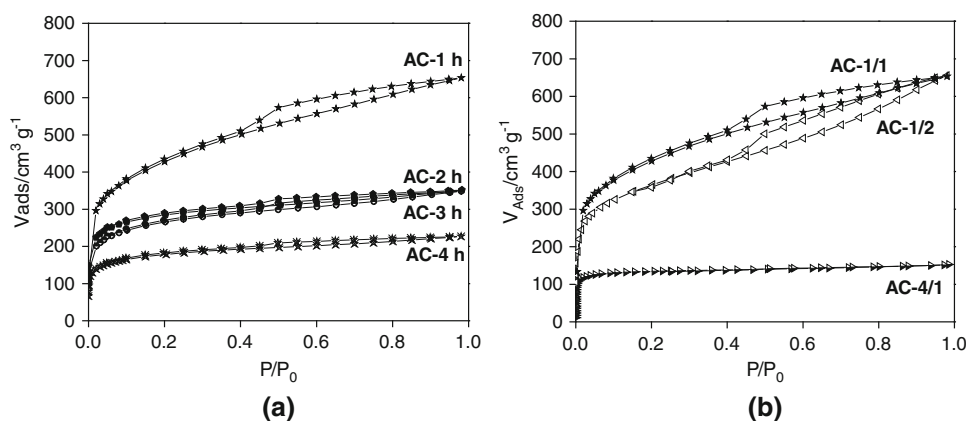 800
700
600
500
400
300
200
100
0
Vads/cm³ g⁻¹
AC-1 h
AC-2 h
AC-3 h
AC-4 h
0.0 0.2 0.4 0.6 0.8 1.0
P/P₀
(a)
800
700
600
500
400
300
200
100
0
V_Ads/cm³ g⁻¹
AC-1/1
AC-1/2
AC-4/1
0.0 0.2 0.4 0.6 0.8 1.0
P/P₀
(b)